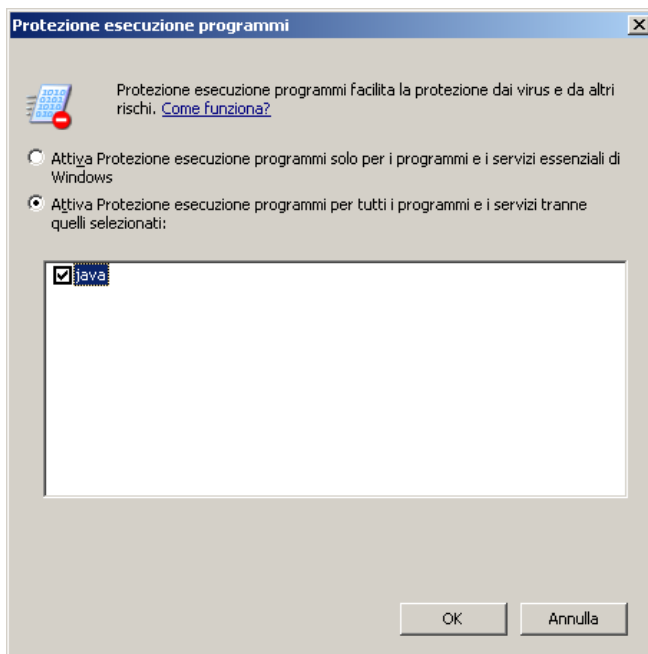 Protezione esecuzione programmi
Protezione esecuzione programmi facilita la protezione dai virus e da altri
rischi. Come funziona?
Attiva Protezione esecuzione programmi solo per i programmi e i servizi essenziali di
Windows
Attiva Protezione esecuzione programmi per tutti i programmi e i servizi tranne
quelli selezionati:
java
OK Annulla